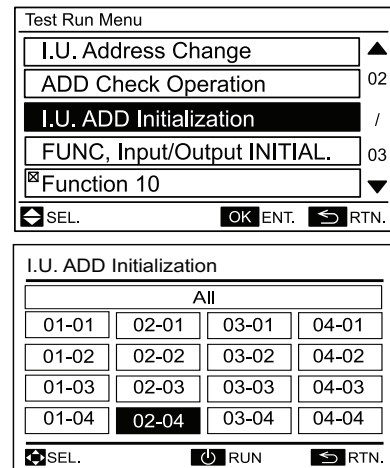 Test Run Menu
I.U. Address Change
ADD Check Operation 02
I.U. ADD Initialization /
FUNC, Input/Output INITIAL. 03
Function 10
SEL. OK ENT. RTN.
I.U. ADD Initialization
All
01-01 02-01 03-01 04-01
01-02 02-02 03-02 04-02
01-03 02-03 03-03 04-03
01-04 02-04 03-04 04-04
SEL. RUN RTN.